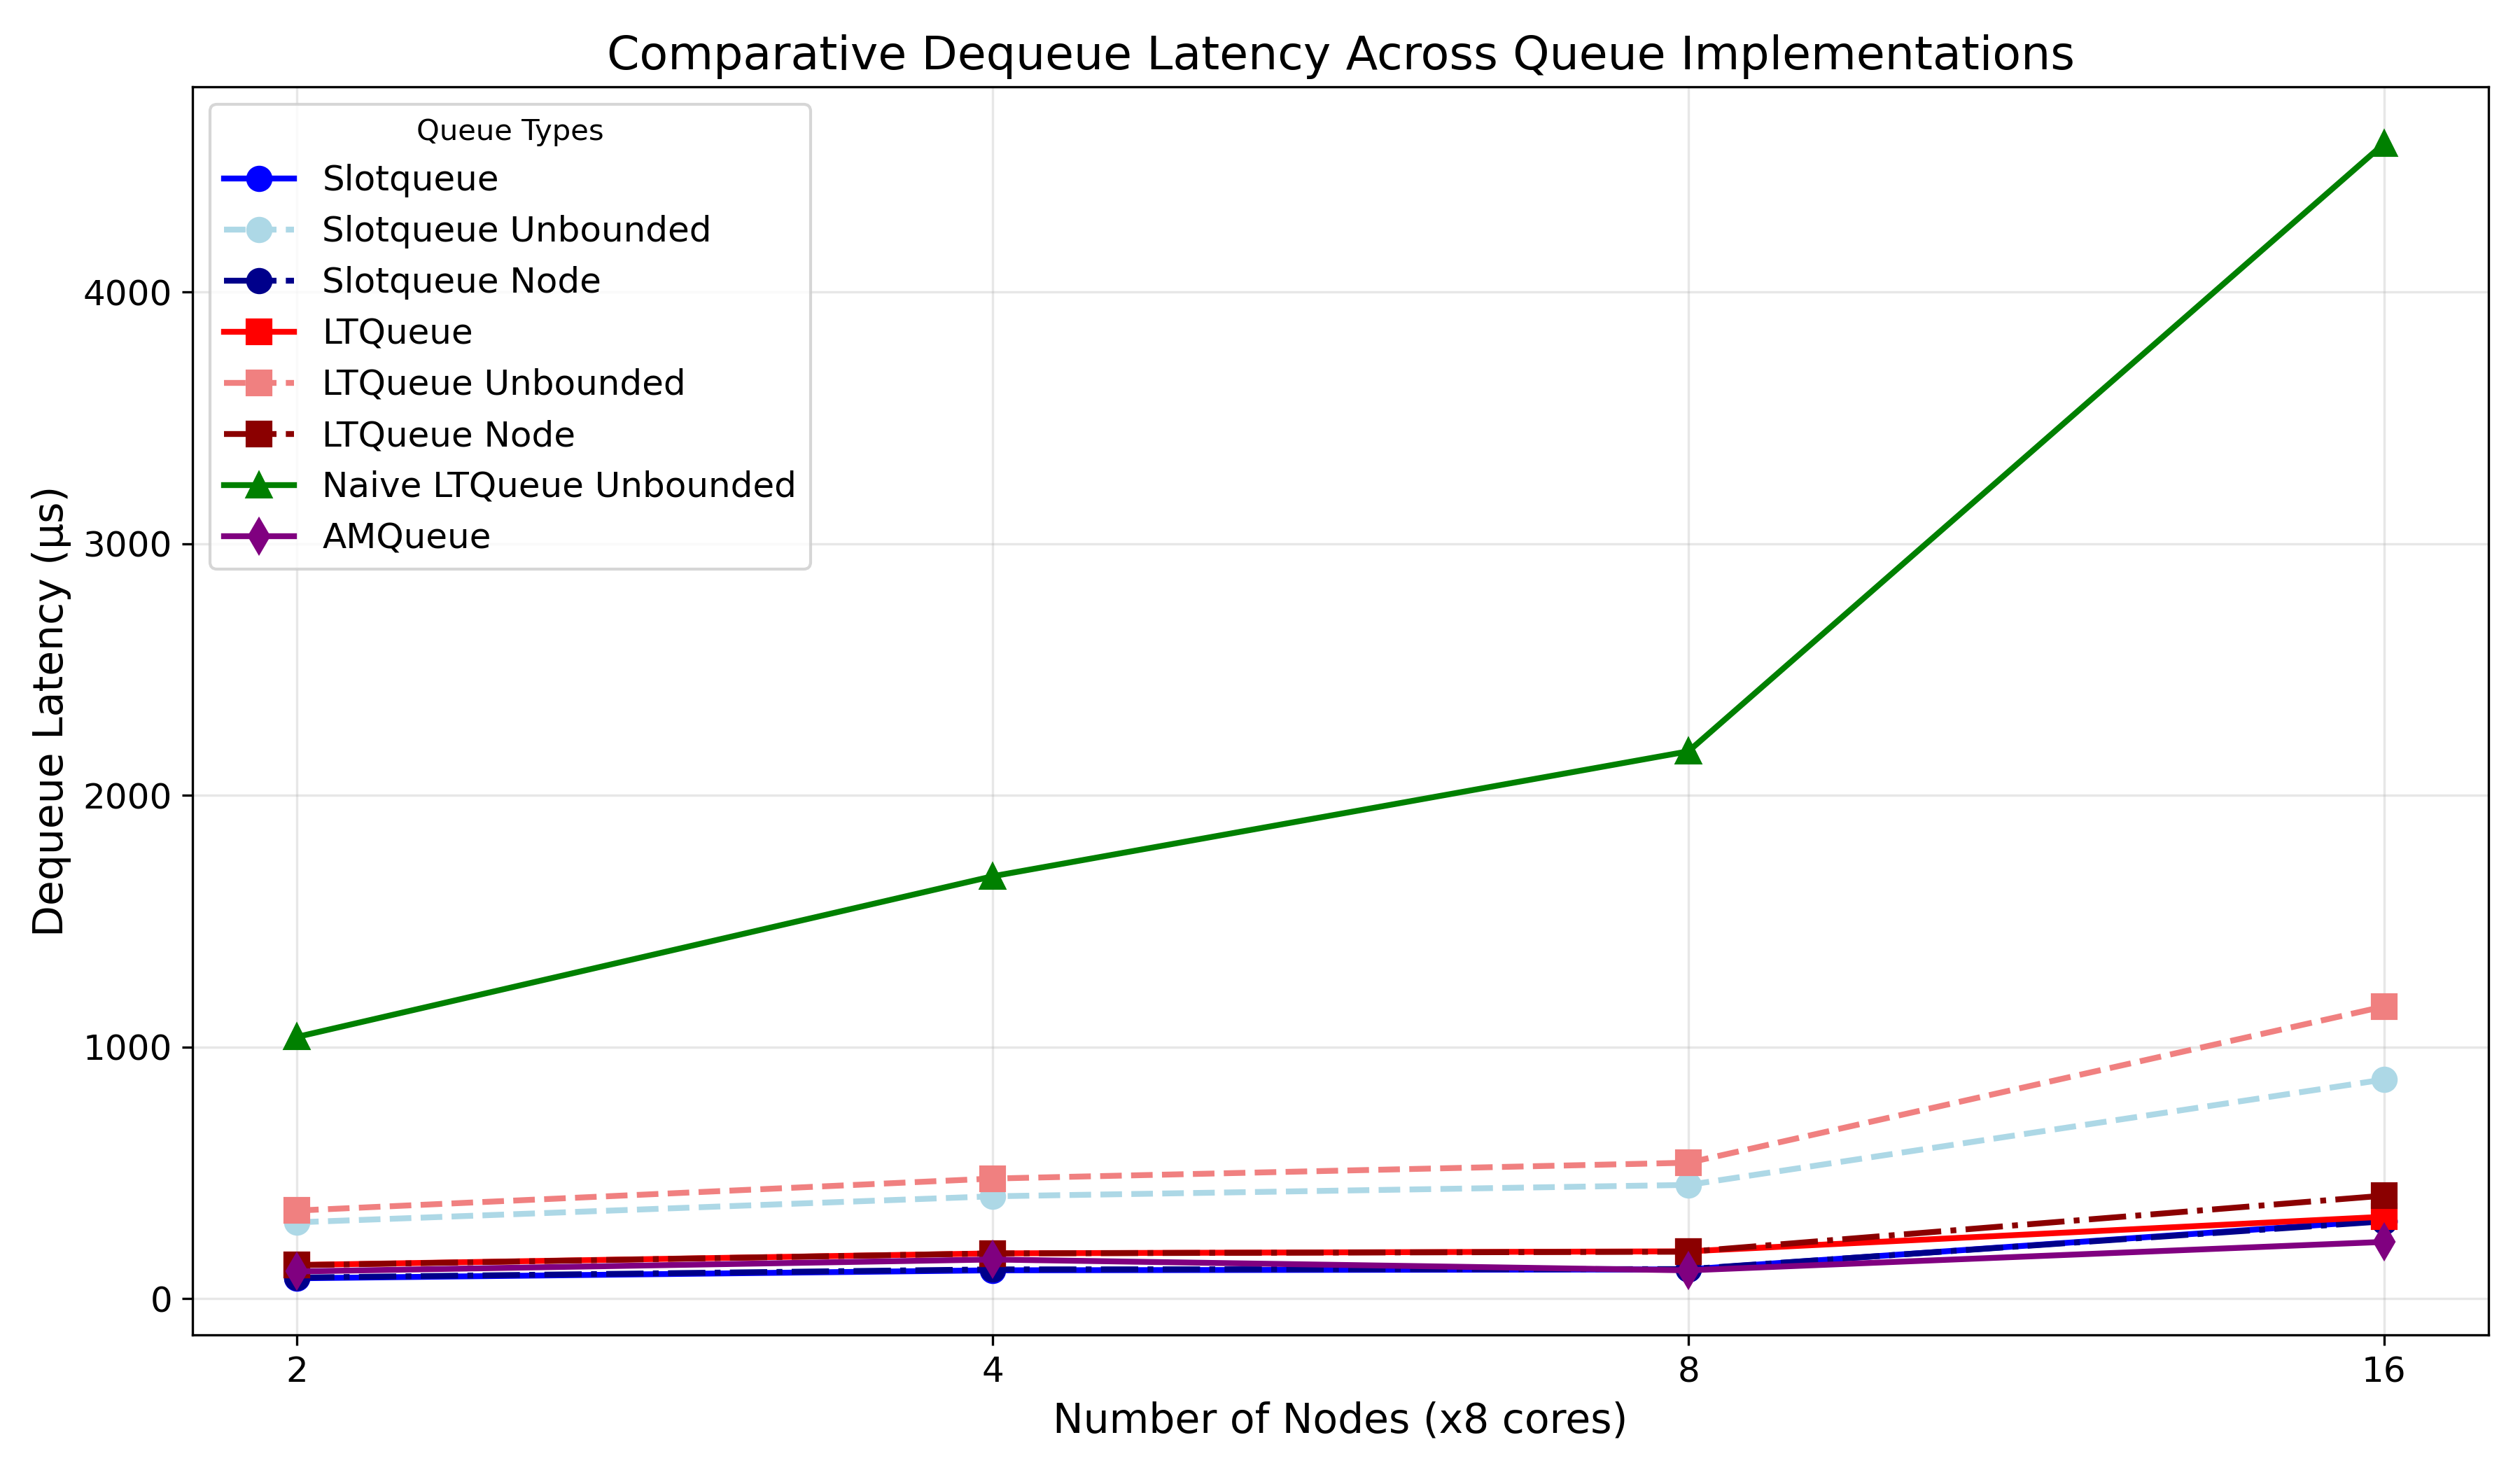 Comparative Dequeue Latency Across Queue Implementations
Queue Types
Slotqueue
Slotqueue Unbounded
Slotqueue Node
LTQueue
LTQueue Unbounded
LTQueue Node
Naive LTQueue Unbounded
AMQueue
Dequeue Latency (μs)
4000
3000
2000
1000
0
2
4
8
16
Number of Nodes (x8 cores)